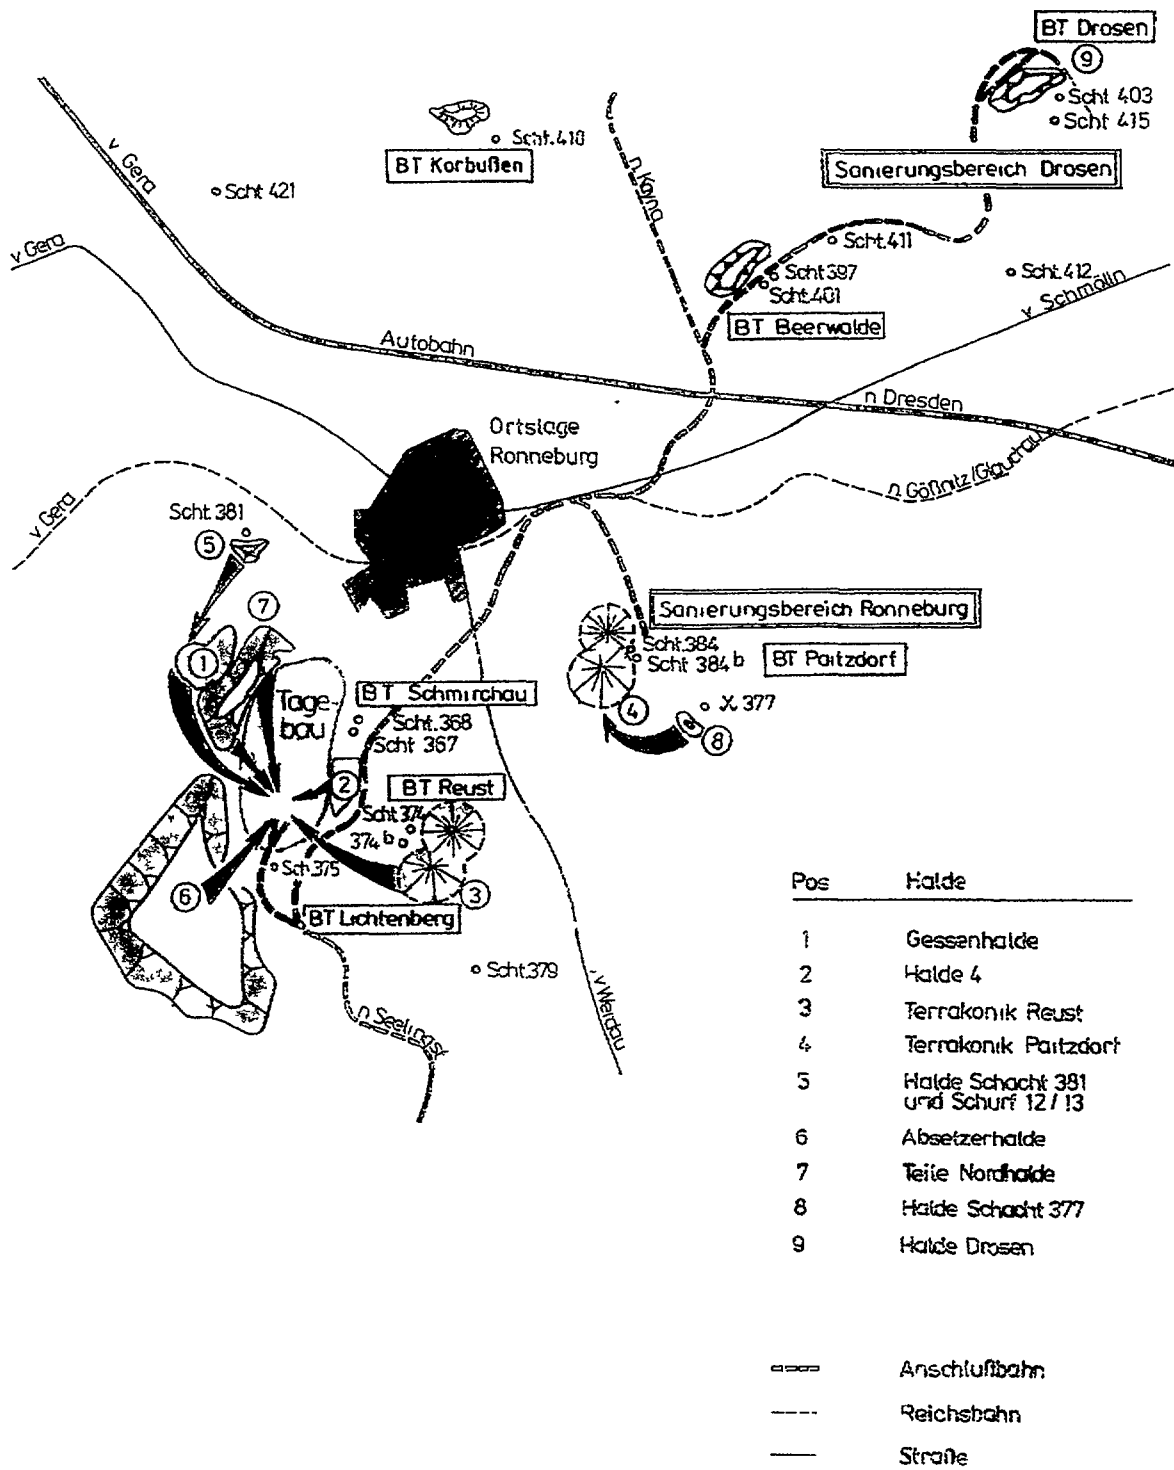 BT Drosen
9
Scht 403
Scht 415
Scht.418
BT Korbußen
Sanierungsbereich Drosen
v Gera
Scht 421
n. Kayna
v Gera
Scht.411
Scht 397
Scht.401
Scht.412
v Schmölln
BT Beerwalde
Autobahn
n Dresden
Ortslage
Ronneburg
n Gößnitz/Glauchau
v Gera
Scht 381
5
7
Sanierungsbereich Ronneburg
1
Scht.384
Scht 384 b
BT Paitzdorf
BT Schmirchau
Tage-
bau
Scht.368
Scht 367
4
X 377
8
2
BT Reust
Scht 374
374 b
Sch.375
6
3
BT Lichtenberg
Scht.379
v Werdau
n Seelingst
Pos Halde
1 Gessenhalde
2 Halde 4
3 Terrakonik Reust
4 Terrakonik Paitzdorf
5 Halde Schacht 381
und Schurf 12/13
6 Absetzerhalde
7 Teile Nordhalde
8 Halde Schacht 377
9 Halde Drosen
Anschlußbahn
Reichsbahn
Straße